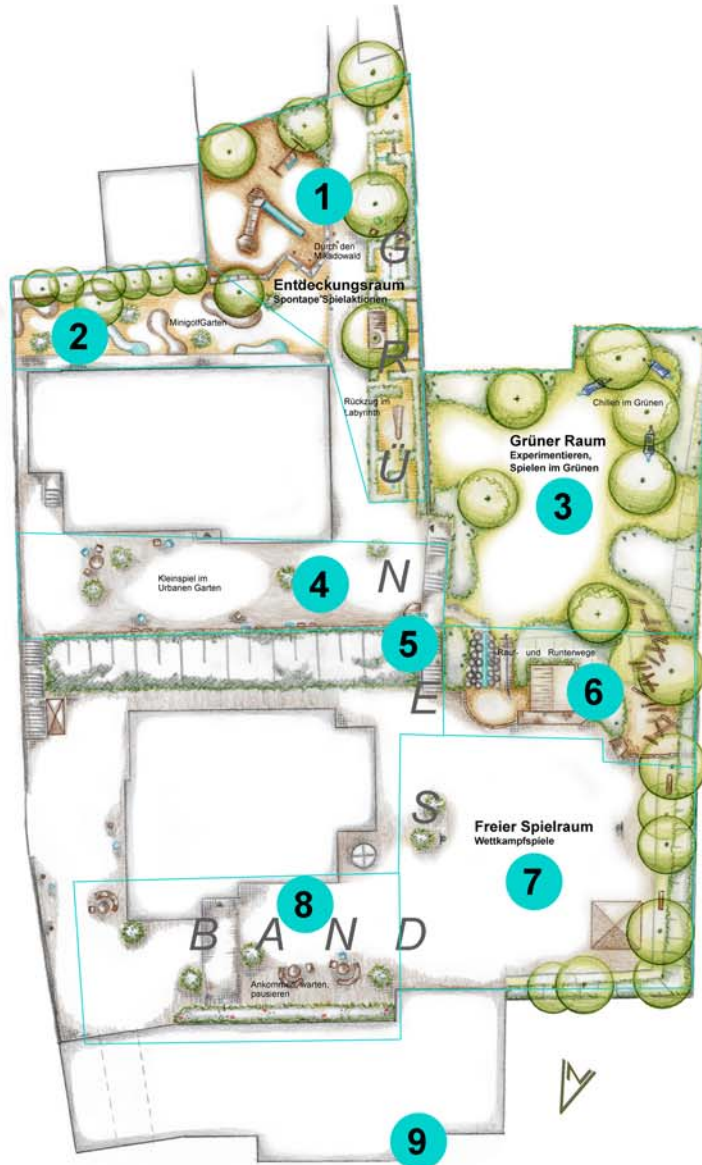 1
Durch den
Mikadowald
G
Entdeckungsraum
Spontane Spielaktionen
2
MinigolfGarten
R
Rückzug im
Labyrinth
Ü
Chillen im Grünen
Grüner Raum
Experimentieren,
Spielen im Grünen
3
4
N
Kleinspiel im
Urbanen Garten
5
Rauf- und Runterwege
6
E
S
Freier Spielraum
Wettkampfspiele
7
8
B A N D
Ankommen, warten,
pausieren
N
9